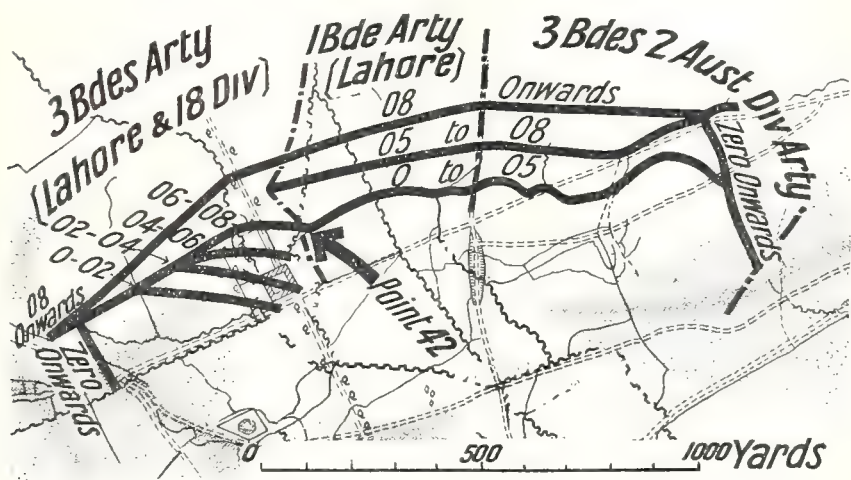 3 Bdes Arty
(Lahore & 18 Div)
1 Bde Arty
(Lahore)
3 Bdes 2 Aust Div Arty.
08 Onwards
05 to 08
0 to 05
06-08
04-06
02-04
0-02
08
Onwards
Zero
Onwards
Zero Onwards
Point 42
0 500 1000 Yards